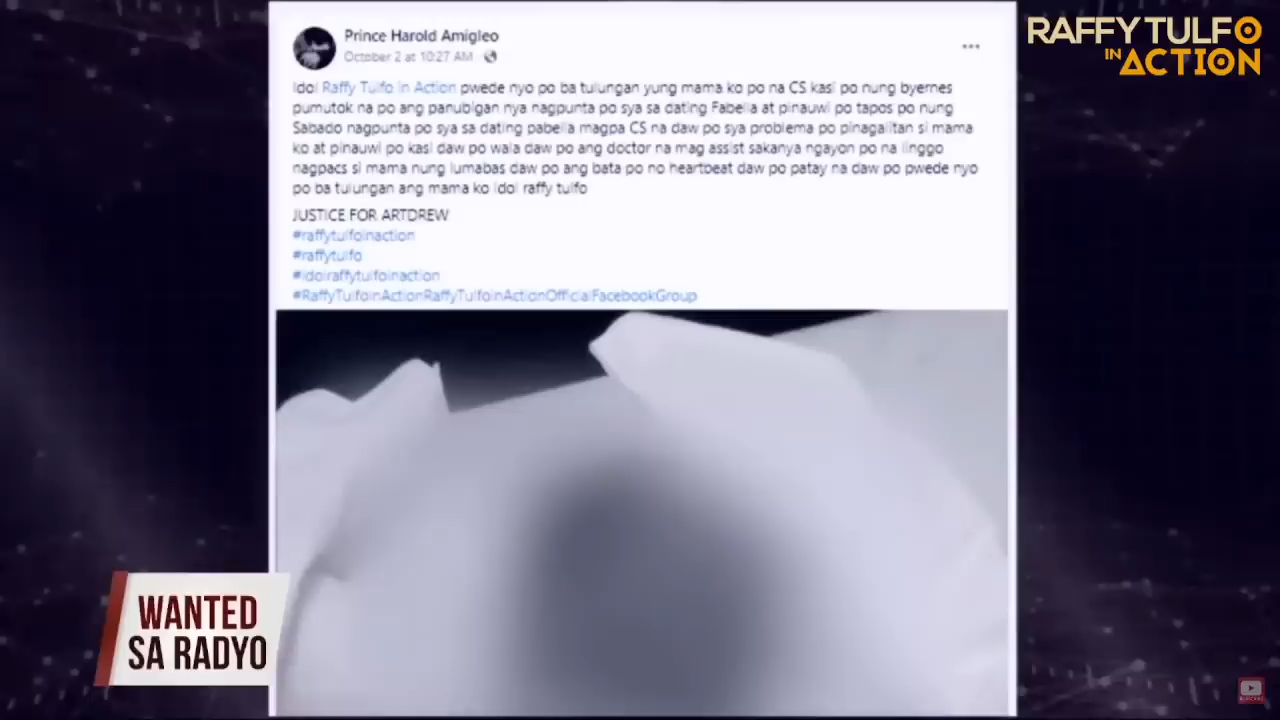 RAFFY TULFO
IN ACTION
Prince Harold Amigleo
October 2 at 10:27 AM
Idol Raffy Tulfo in Action pwede nyo po ba tulungan yung mama ko po na CS kasi po nung byernes
pumutok na po ang panubigan nya nagpunta po sya sa dating Fabella at pinauwi po tapos po nung
Sabado nagpunta po sya sa dating pabella magpa CS na daw po sya problema po pinagalitan si mama
ko at pinauwi po kasi daw po wala daw po ang doctor na mag assist sakanya ngayon po na linggo
nagpacs si mama nung lumabas daw po ang bata po no heartbeat daw po patay na daw po pwede nyo
po ba tulungan ang mama ko idol raffy tulfo
JUSTICE FOR ARTDREW
#raffytulfoinaction
#raffytulfo
#idolraffytulfoinaction
#RaffyTulfoinActionRaffyTulfoinActionOfficialFacebookGroup
WANTED
SA RADYO